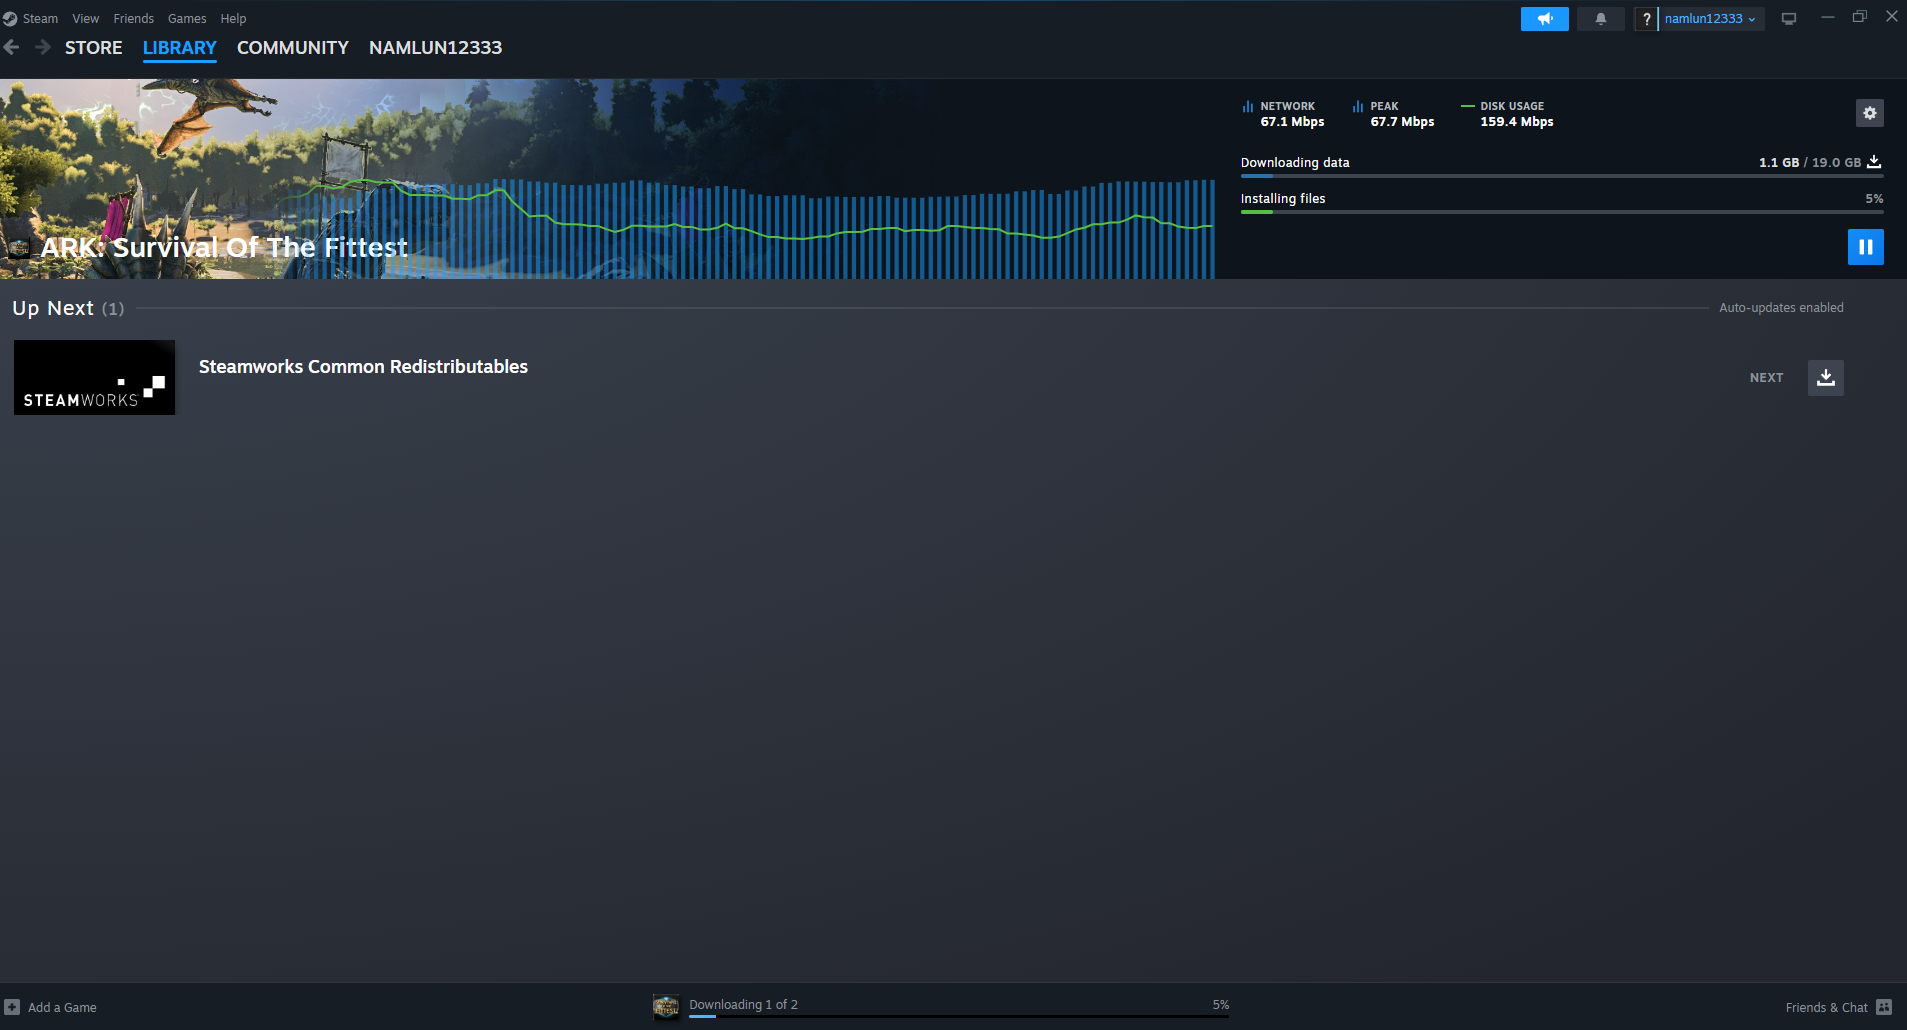 Steam View Friends Games Help
? namlun12333
STORE LIBRARY COMMUNITY NAMLUN12333
NETWORK PEAK DISK USAGE
67.1 Mbps 67.7 Mbps 159.4 Mbps
Downloading data 1.1 GB / 19.0 GB
Installing files 5%
ARK: Survival Of The Fittest
Up Next (1) Auto-updates enabled
Steamworks Common Redistributables
NEXT
STEAMWORKS
Add a Game
Downloading 1 of 2 5%
Friends & Chat